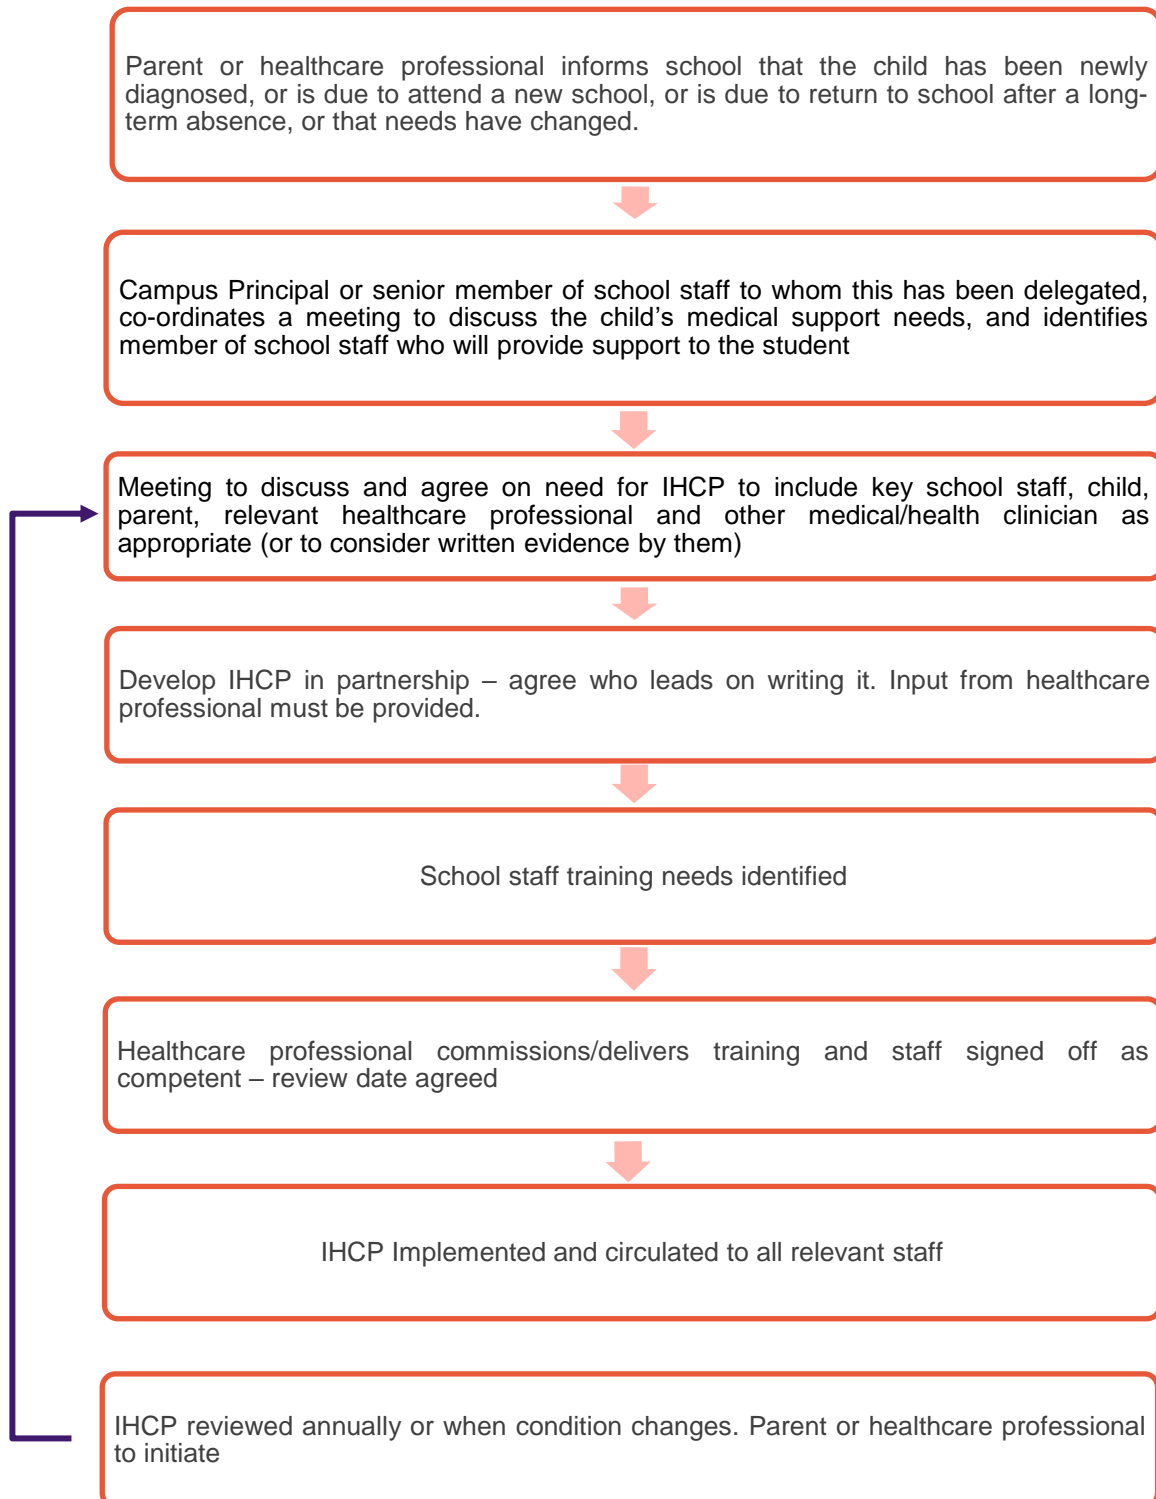 Parent or healthcare professional informs school that the child has been newly
diagnosed, or is due to attend a new school, or is due to return to school after a long-
term absence, or that needs have changed.
Campus Principal or senior member of school staff to whom this has been delegated,
co-ordinates a meeting to discuss the child's medical support needs, and identifies
member of school staff who will provide support to the student
Meeting to discuss and agree on need for IHCP to include key school staff, child,
parent, relevant healthcare professional and other medical/health clinician as
appropriate (or to consider written evidence by them)
Develop IHCP in partnership – agree who leads on writing it. Input from healthcare
professional must be provided.
School staff training needs identified
Healthcare professional commissions/delivers training and staff signed off as
competent – review date agreed
IHCP Implemented and circulated to all relevant staff
IHCP reviewed annually or when condition changes. Parent or healthcare professional
to initiate